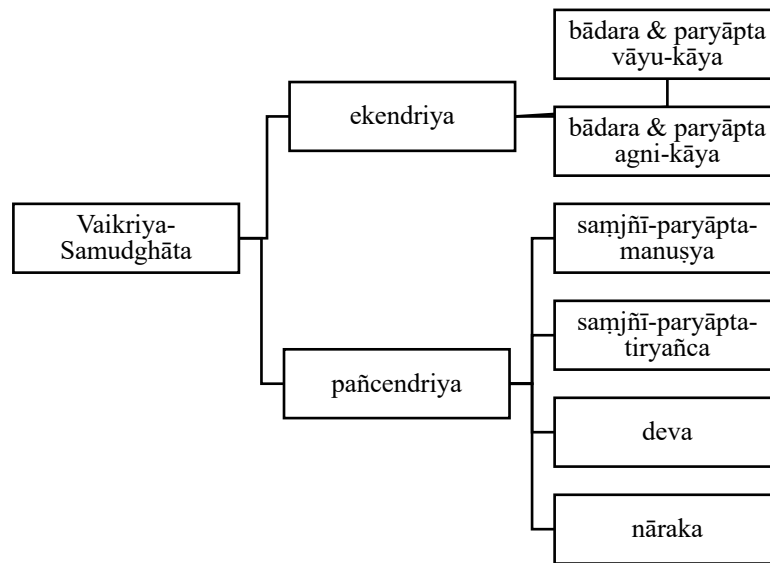 Vaikriya-
Samudghāta
ekendriya
bādara & paryāpta
vāyu-kāya
bādara & paryāpta
agni-kāya
pañcendriya
saṃjñī-paryāpta-
manuṣya
saṃjñī-paryāpta-
tiryañca
deva
nāraka